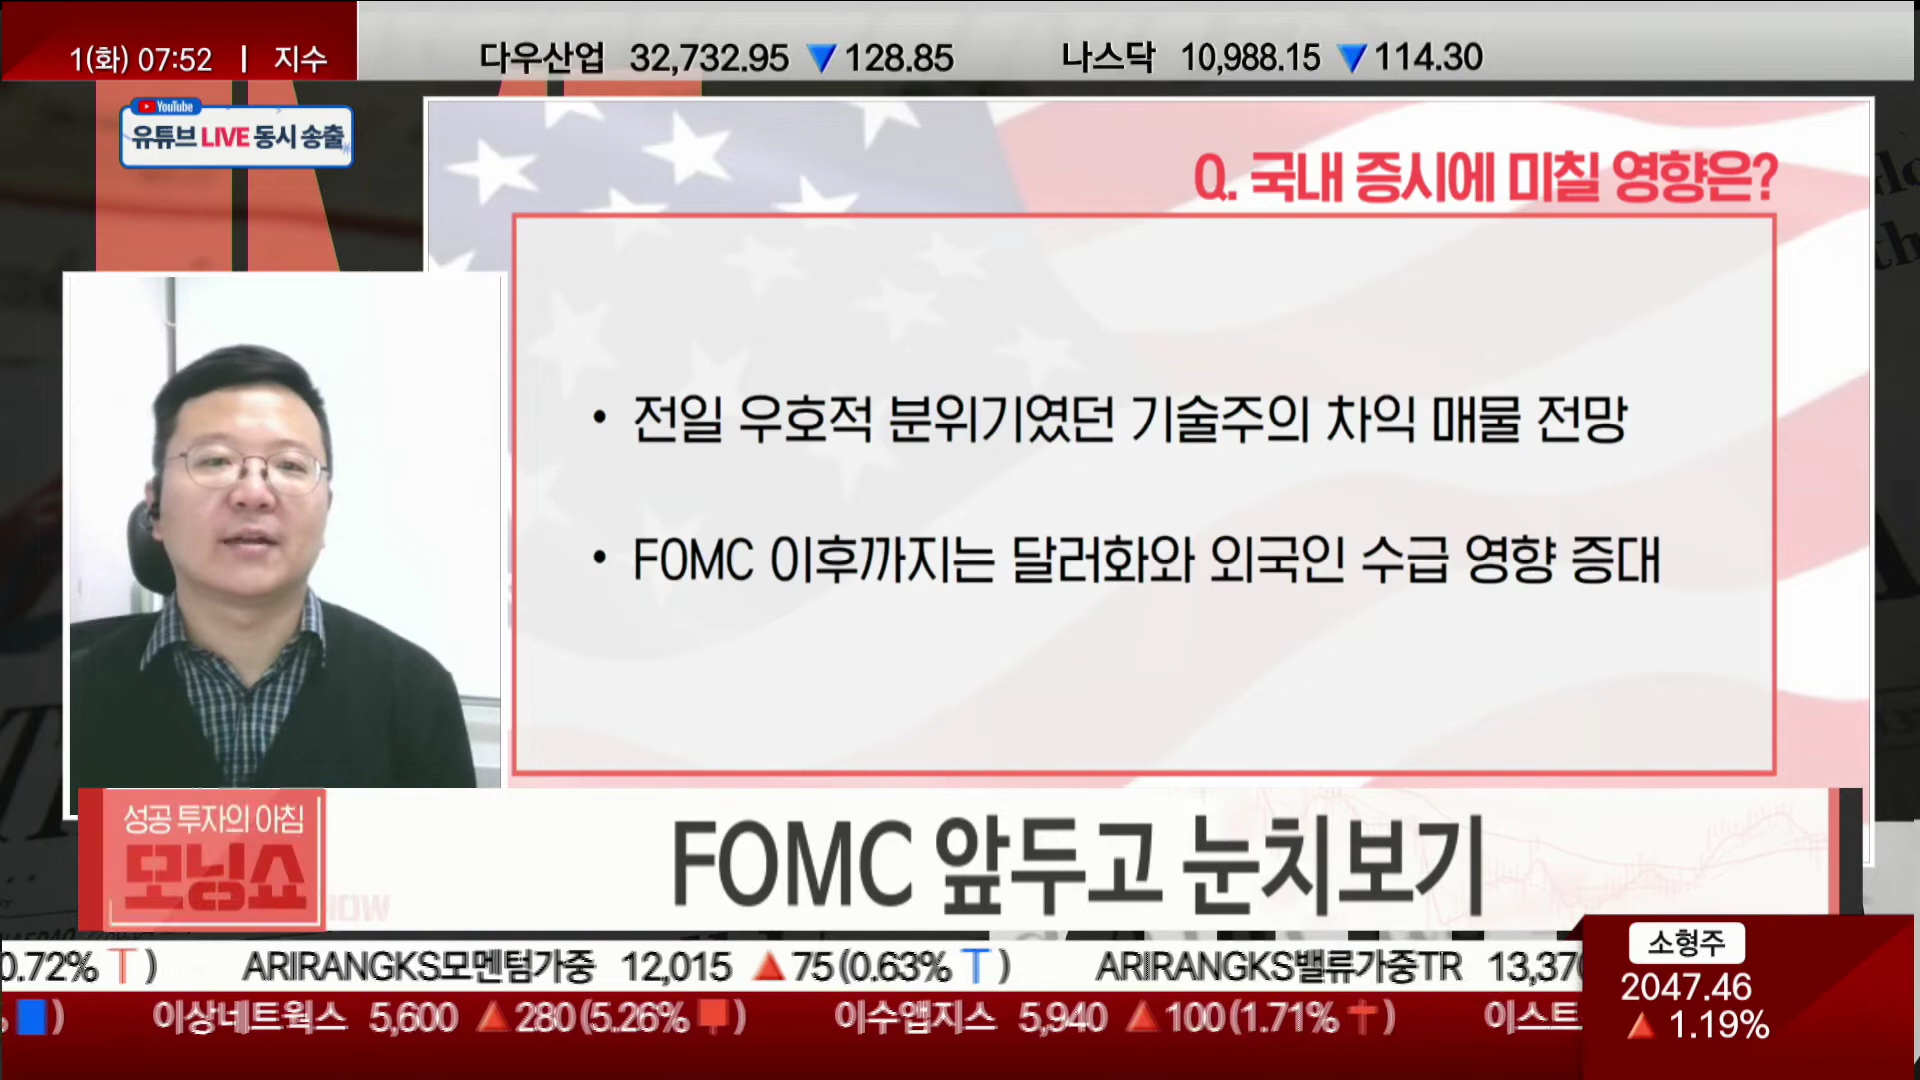 1(화) 07:52 | 지수
다우산업 32,732.95 ▼128.85 나스닥 10,988.15 ▼114.30
YouTube
유튜브 LIVE 동시 송출
Q. 국내 증시에 미칠 영향은?
• 전일 우호적 분위기였던 기술주의 차익 매물 전망
• FOMC 이후까지는 달러화와 외국인 수급 영향 증대
성공 투자의 아침
모닝쇼
FOMC 앞두고 눈치보기
0.72% ) ARIRANGKS모멘텀가중 12,015 ▲75(0.63% ) ARIRANGKS밸류가중TR 13,370
) 이상네트웍스 5,600 ▲280(5.26% ) 이수앱지스 5,940 ▲100(1.71% ) 이스트
소형주
2047.46
▲ 1.19%